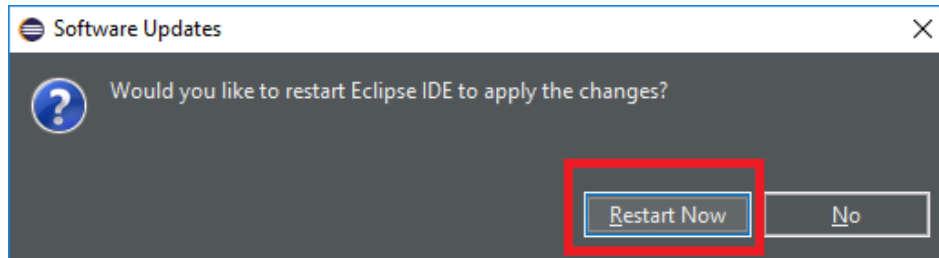 Software Updates
Would you like to restart Eclipse IDE to apply the changes?
Restart Now No